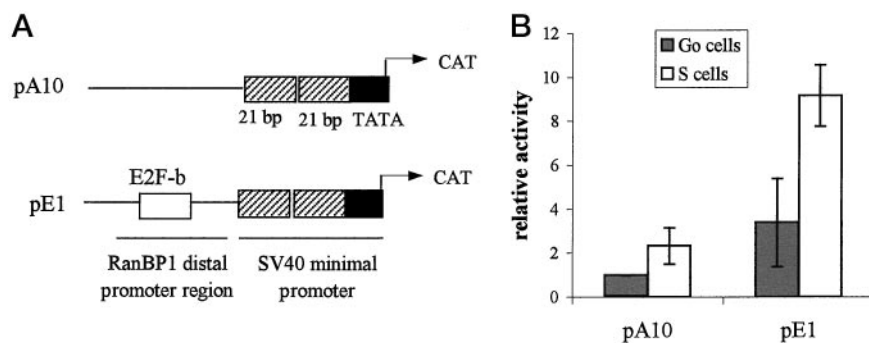 A
pA10
CAT
21 bp
21 bp
TATA
E2F-b
pE1
CAT
RanBP1 distal
promoter region
SV40 minimal
promoter
B
Go cells
S cells
relative activity
12
10
8
6
4
2
0
pA10
pE1